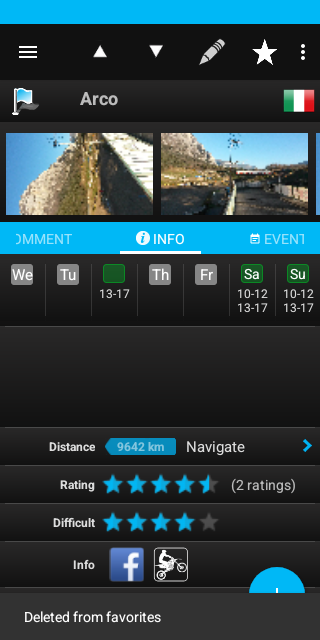 Arco
OMMENT
INFO
EVENT
We
Tu
Th
Fr
Sa
Su
13-17
10-12
13-17
10-12
13-17
Distance
9642 km
Navigate
Rating
(2 ratings)
Difficult
Info
Deleted from favorites